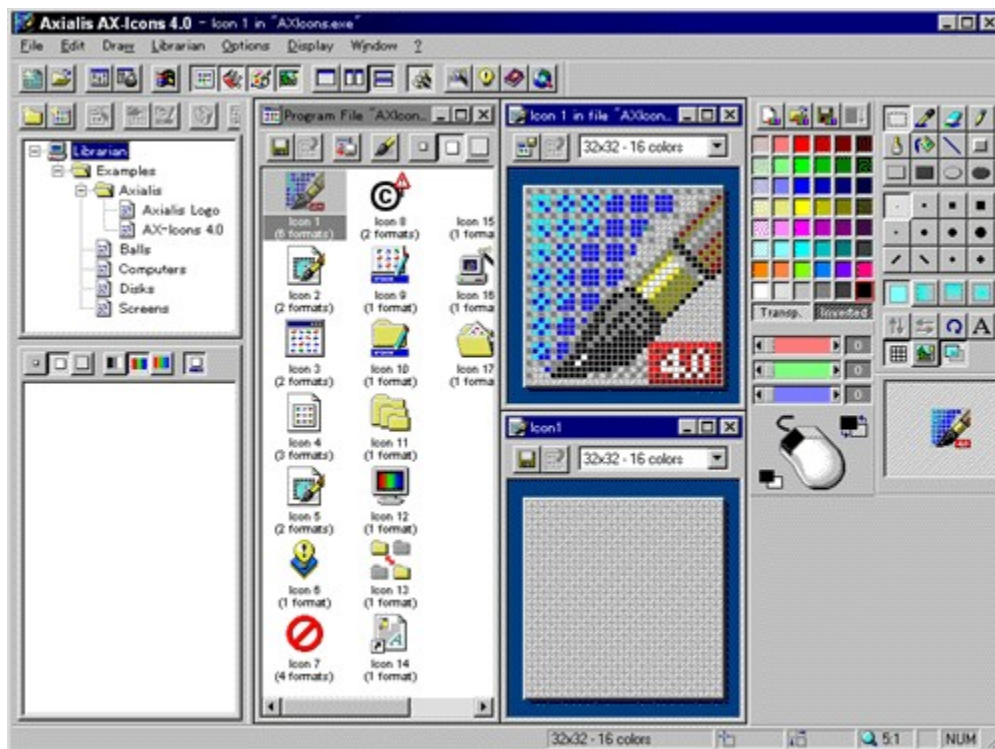 Axialis AX-Icons 4.0 - Icon 1 in "AXIcons.exe"
File Edit Draw Librarian Options Display Window ?
Program File "AXIcon...
Icon 1 in file "AXIcon...
32x32 - 16 colors
Librarian
Examples
Axialis
Axialis Logo
AX-Icons 4.0
Balls
Computers
Disks
Screens
Icon 1
(6 formats)
Icon 8
(2 formats)
Icon 15
(1 forma
Icon 2
(2 formats)
Icon 9
(1 format)
Icon 16
(1 forma
Icon 3
(2 formats)
Icon 10
(1 format)
Icon 17
(1 forma
Icon 4
(3 formats)
Icon 11
(1 format)
Icon 5
(2 formats)
Icon 12
(1 format)
Icon 6
(1 format)
Icon 13
(1 format)
Icon 7
(4 formats)
Icon 14
(1 format)
4.0
Icon1
32x32 - 16 colors
Transp. Inverted
A
0
0
0
32x32 - 16 colors 5:1 NUM